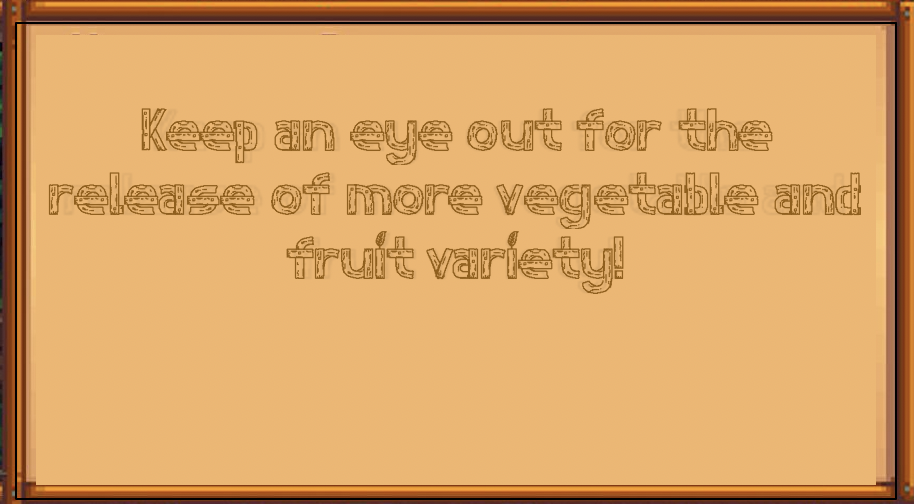 Keep an eye out for the
release of more vegetable and
fruit variety!